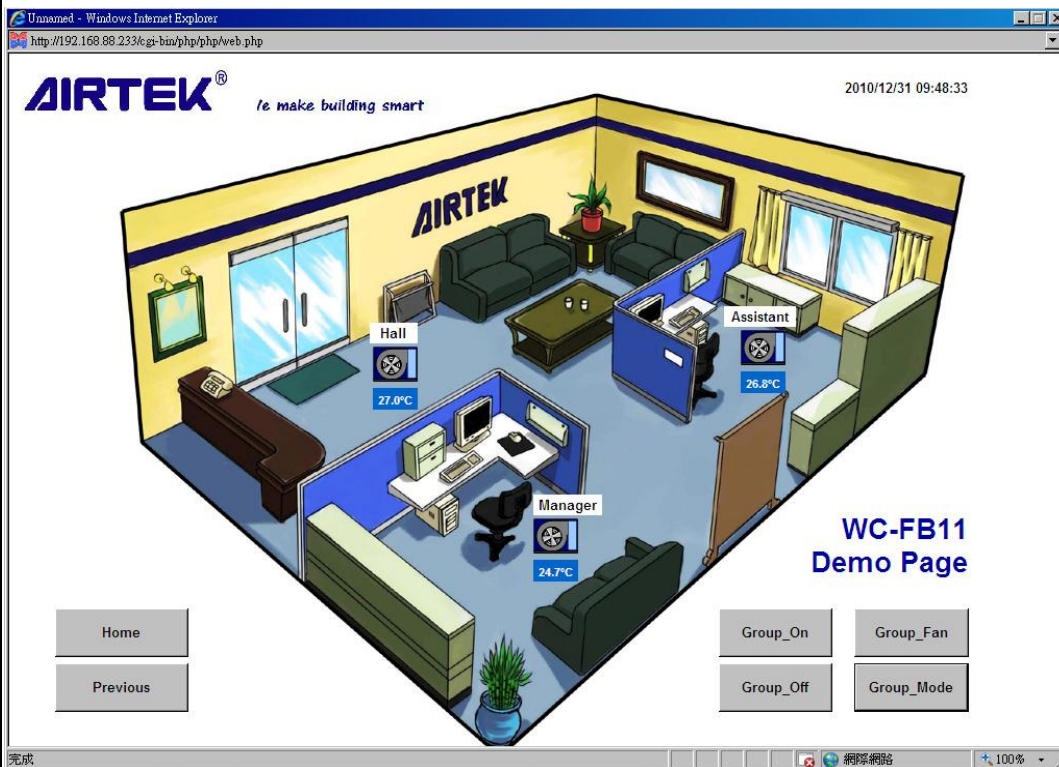 Unnamed - Windows Internet Explorer
http://192.168.88.233/cgi-bin/php/php/web.php
AIRTEK®
/e make building smart
2010/12/31 09:48:33
AIRTEK
Hall
27.0°C
Assistant
26.8°C
Manager
24.7°C
WC-FB11
Demo Page
Home
Previous
Group_On
Group_Fan
Group_Off
Group_Mode
完成
網際網路
100%